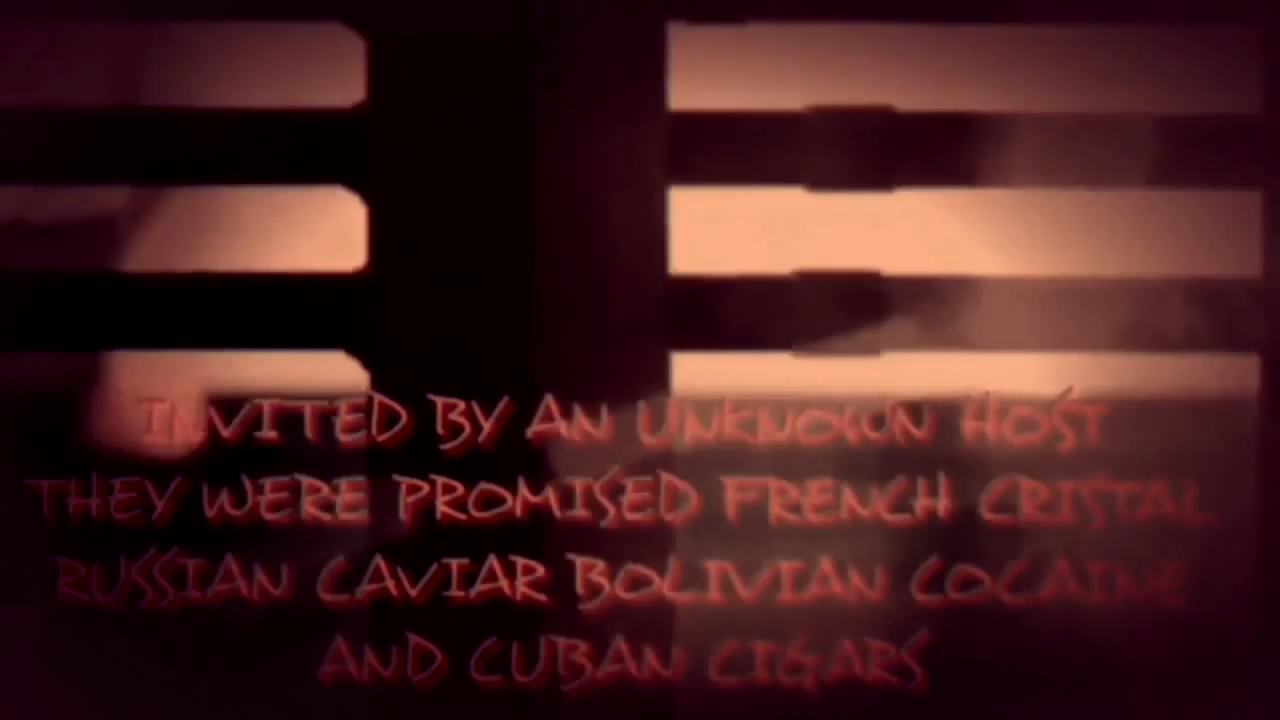 INVITED BY AN UNKNOWN HOST
THEY WERE PROMISED FRENCH CRISTAL
RUSSIAN CAVIAR BOLIVIAN COCAINE
AND CUBAN CIGARS